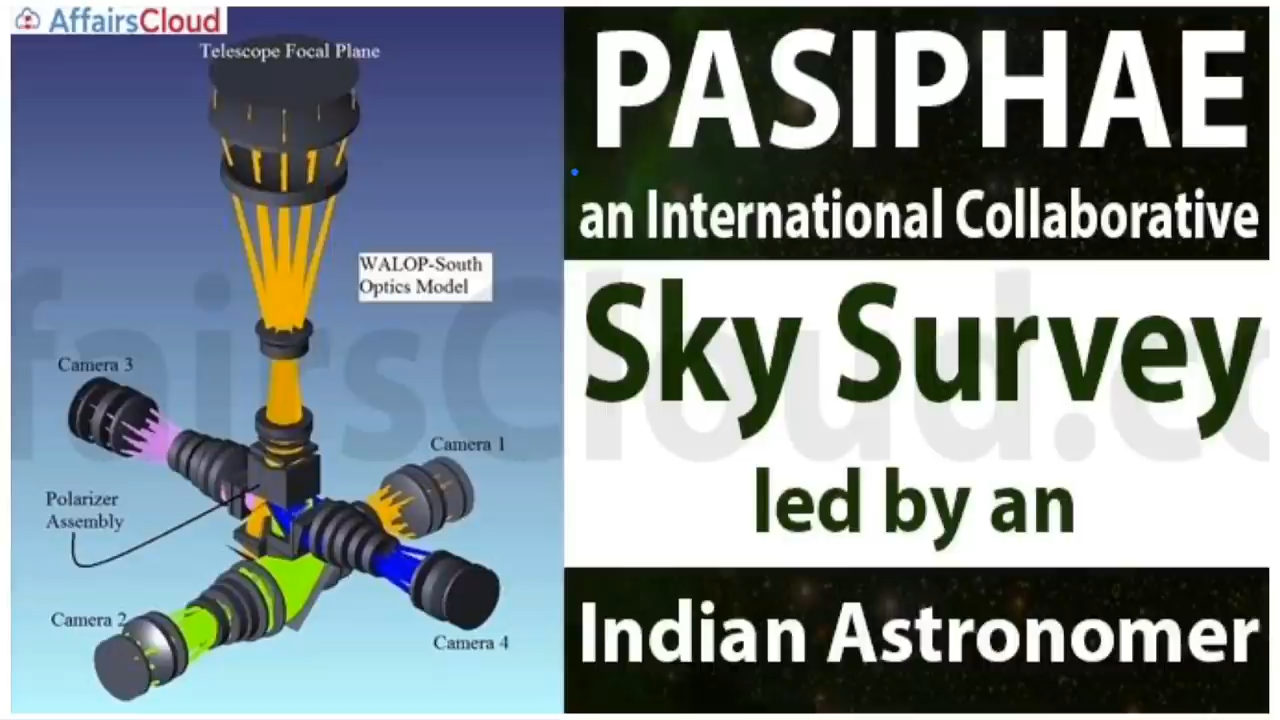 AffairsCloud
Telescope Focal Plane
WALOP-South
Optics Model
Camera 3
Camera 1
Polarizer
Assembly
Camera 2
Camera 4
PASIPHAE
an International Collaborative
Sky Survey
led by an
Indian Astronomer